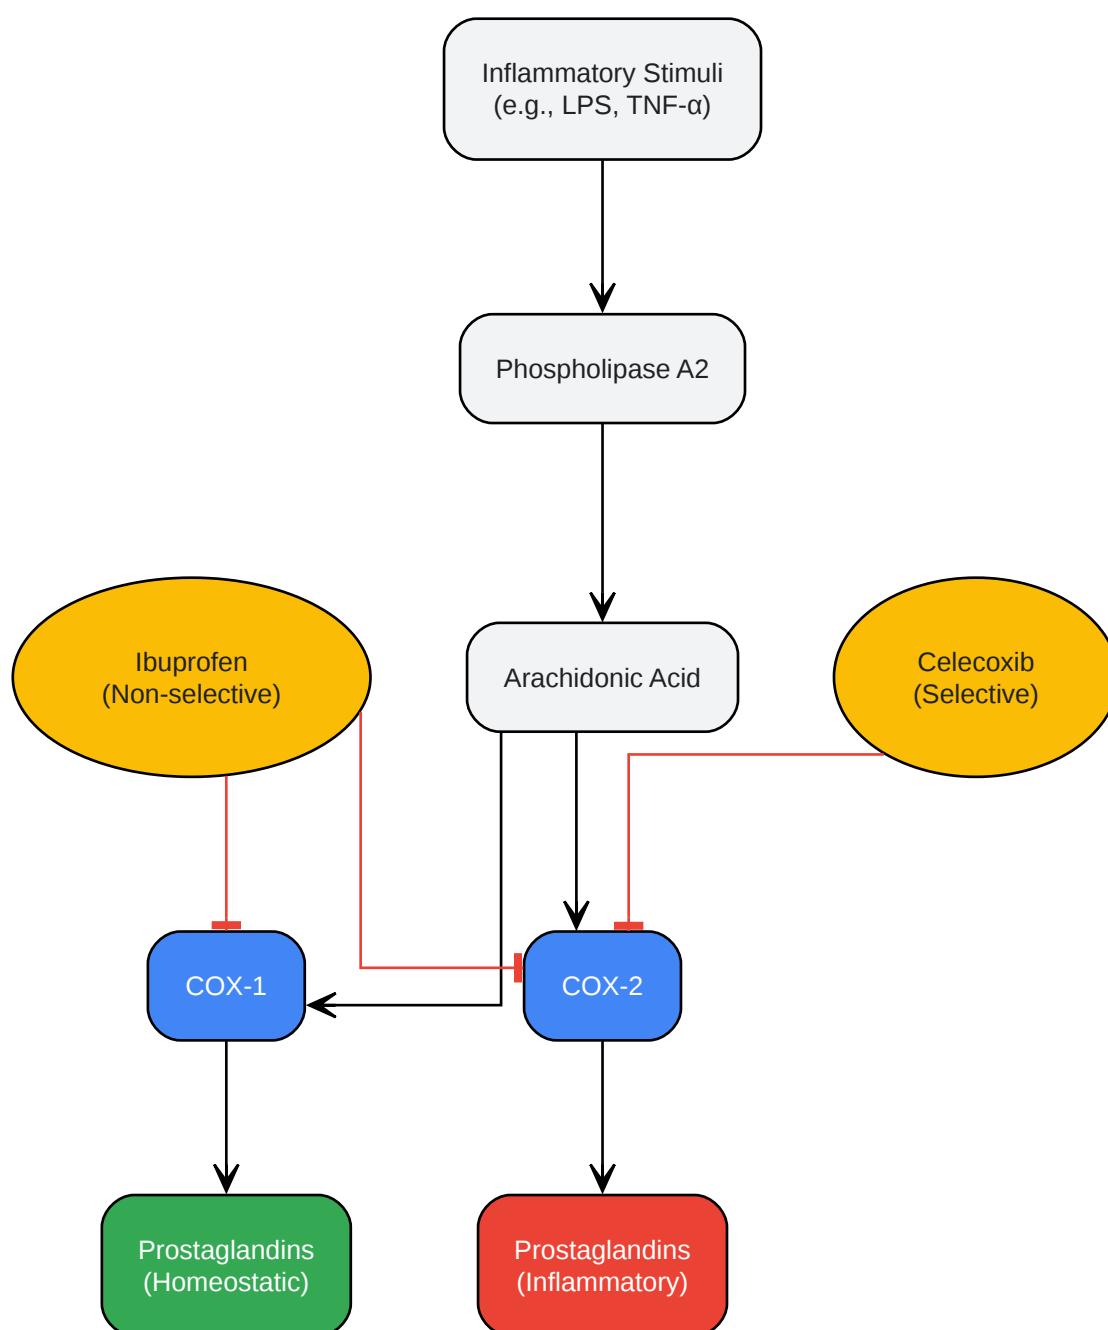 Inflammatory Stimuli
(e.g., LPS, TNF-α)
Phospholipase A2
Ibuprofen
(Non-selective)
Arachidonic Acid
Celecoxib
(Selective)
COX-1
COX-2
Prostaglandins
(Homeostatic)
Prostaglandins
(Inflammatory)